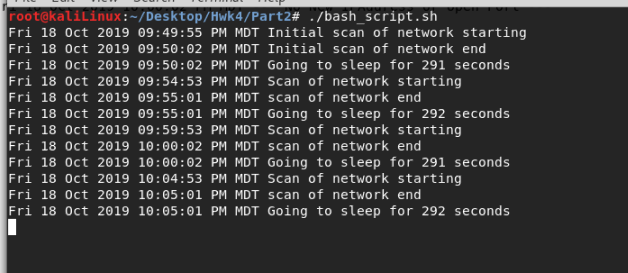 root@kaliLinux:~/Desktop/Hwk4/Part2# ./bash_script.sh
Fri 18 Oct 2019 09:49:55 PM MDT Initial scan of network starting
Fri 18 Oct 2019 09:50:02 PM MDT Initial scan of network end
Fri 18 Oct 2019 09:50:02 PM MDT Going to sleep for 291 seconds
Fri 18 Oct 2019 09:54:53 PM MDT Scan of network starting
Fri 18 Oct 2019 09:55:01 PM MDT scan of network end
Fri 18 Oct 2019 09:55:01 PM MDT Going to sleep for 292 seconds
Fri 18 Oct 2019 09:59:53 PM MDT Scan of network starting
Fri 18 Oct 2019 10:00:02 PM MDT scan of network end
Fri 18 Oct 2019 10:00:02 PM MDT Going to sleep for 291 seconds
Fri 18 Oct 2019 10:04:53 PM MDT Scan of network starting
Fri 18 Oct 2019 10:05:01 PM MDT scan of network end
Fri 18 Oct 2019 10:05:01 PM MDT Going to sleep for 292 seconds